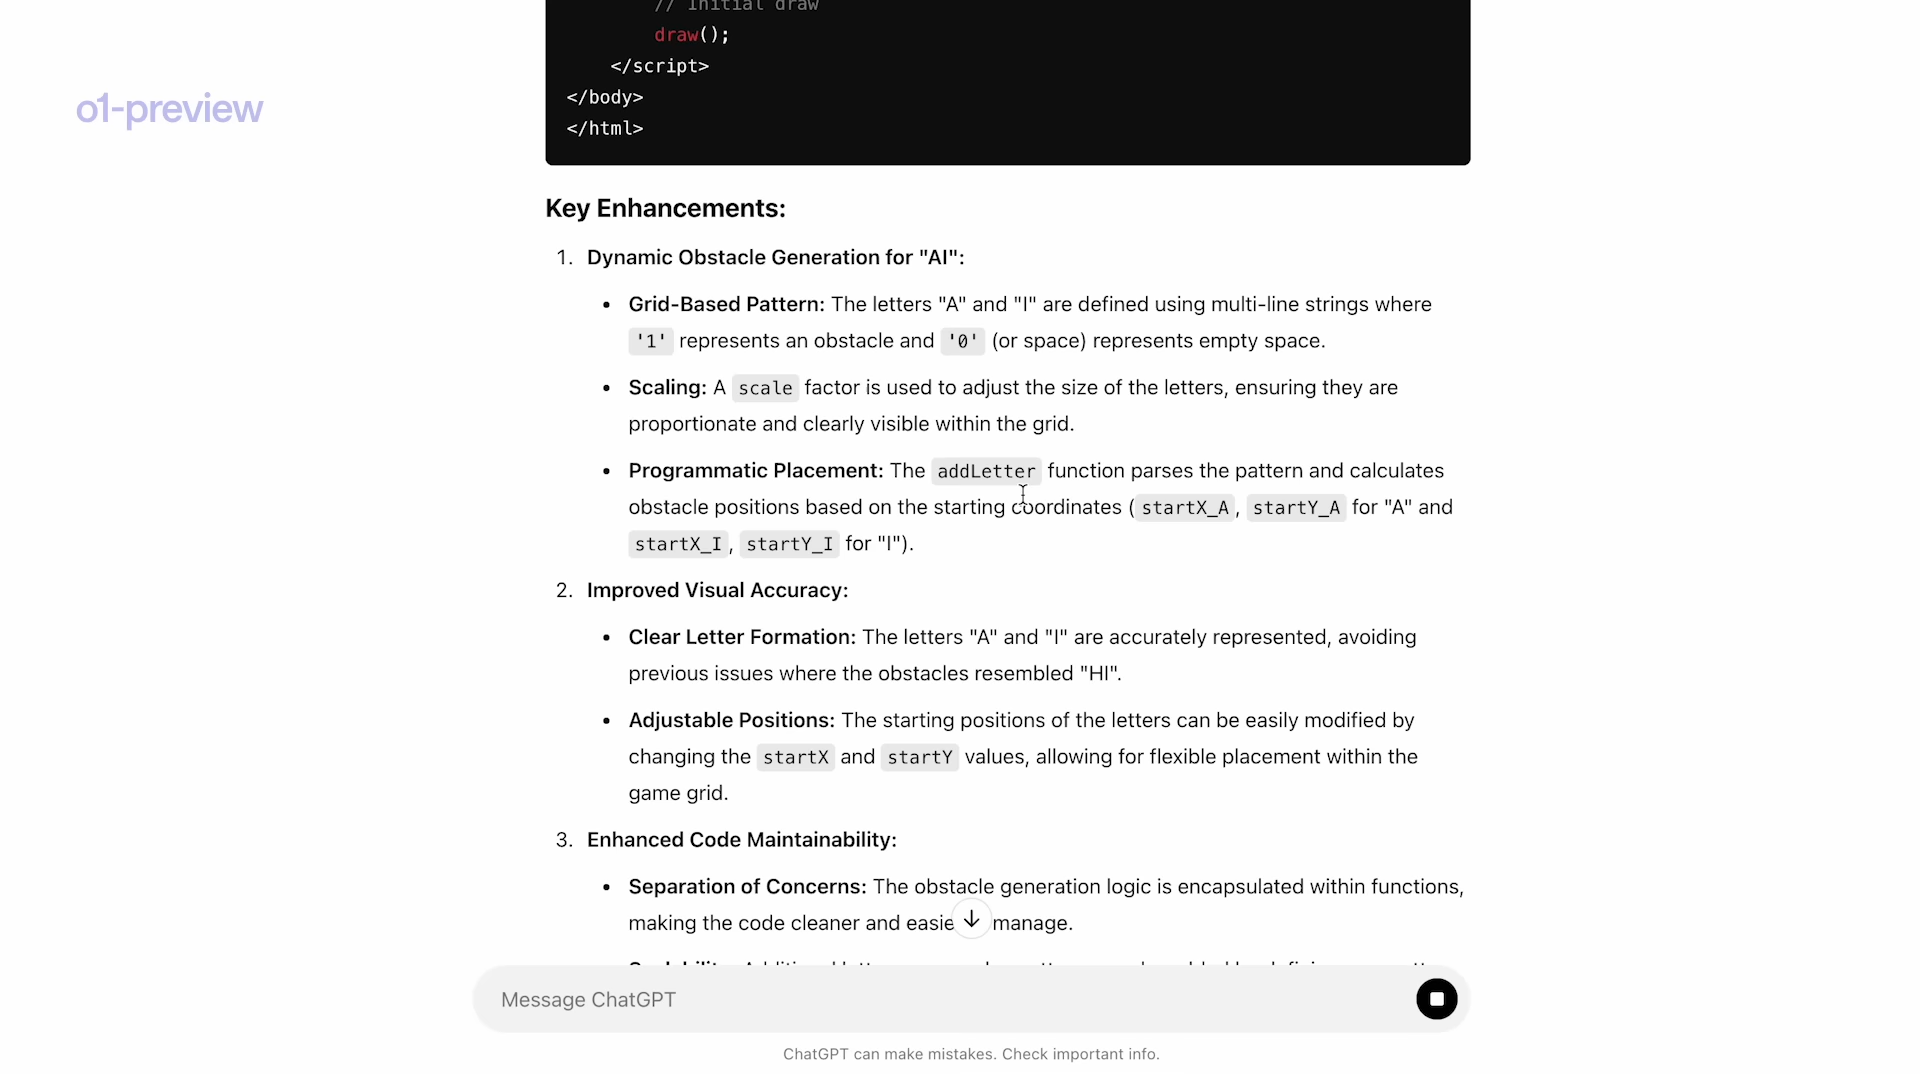 // Initial draw
draw();
</script>
</body>
</html>
o1-preview
Key Enhancements:
1. Dynamic Obstacle Generation for "AI":
• Grid-Based Pattern: The letters "A" and "I" are defined using multi-line strings where
'1' represents an obstacle and '0' (or space) represents empty space.
• Scaling: A scale factor is used to adjust the size of the letters, ensuring they are
proportionate and clearly visible within the grid.
• Programmatic Placement: The addLetter function parses the pattern and calculates
obstacle positions based on the starting coordinates ( startX_A , startY_A for "A" and
startX_I , startY_I for "I").
2. Improved Visual Accuracy:
• Clear Letter Formation: The letters "A" and "I" are accurately represented, avoiding
previous issues where the obstacles resembled "HI".
• Adjustable Positions: The starting positions of the letters can be easily modified by
changing the startX and startY values, allowing for flexible placement within the
game grid.
3. Enhanced Code Maintainability:
• Separation of Concerns: The obstacle generation logic is encapsulated within functions,
making the code cleaner and easie manage.
Message ChatGPT
ChatGPT can make mistakes. Check important info.